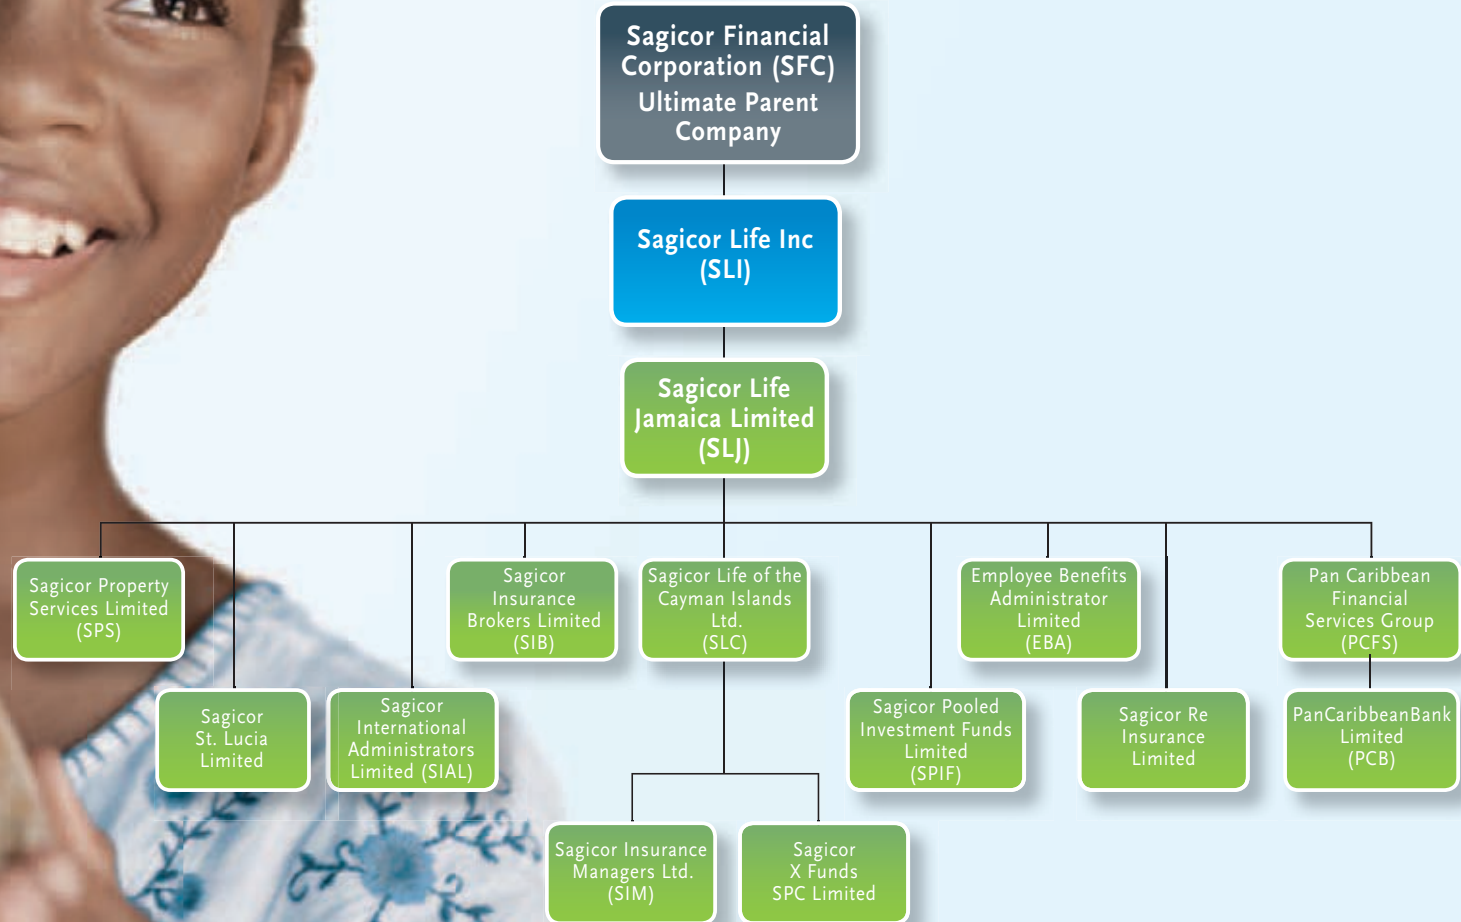 Sagicor Financial
Corporation (SFC)
Ultimate Parent
Company
Sagicor Life Inc
(SLI)
Sagicor Life
Jamaica Limited
(SLJ)
Sagicor Property
Services Limited
(SPS)
Sagicor
St. Lucia
Limited
Sagicor
International
Administrators
Limited (SIAL)
Sagicor
Insurance
Brokers Limited
(SIB)
Sagicor Life of the
Cayman Islands
Ltd.
(SLC)
Sagicor Insurance
Managers Ltd.
(SIM)
Sagicor
X Funds
SPC Limited
Sagicor Pooled
Investment Funds
Limited
(SPIF)
Employee Benefits
Administrator
Limited
(EBA)
Sagicor Re
Insurance
Limited
Pan Caribbean
Financial
Services Group
(PCFS)
PanCaribbeanBank
Limited
(PCB)